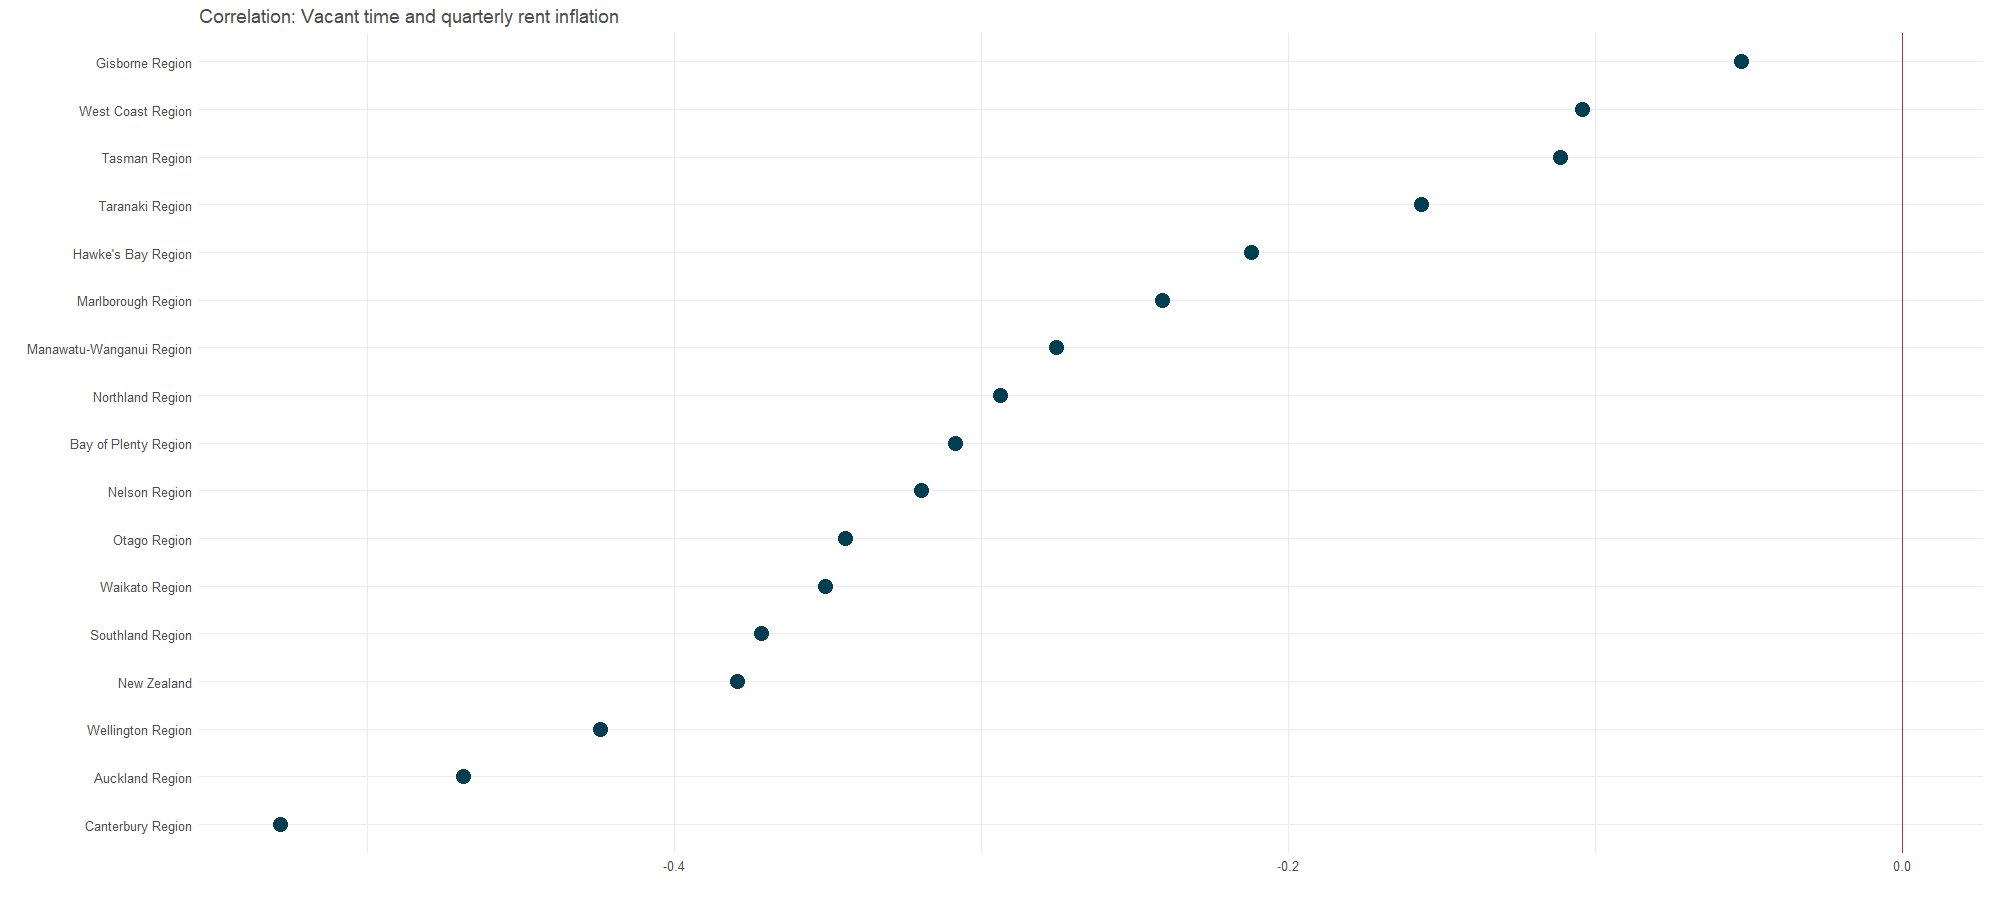 Correlation: Vacant time and quarterly rent inflation
Gisborne Region
West Coast Region
Tasman Region
Taranaki Region
Hawke's Bay Region
Marlborough Region
Manawatu-Wanganui Region
Northland Region
Bay of Plenty Region
Nelson Region
Otago Region
Waikato Region
Southland Region
New Zealand
Wellington Region
Auckland Region
Canterbury Region
-0.4 -0.2 0.0